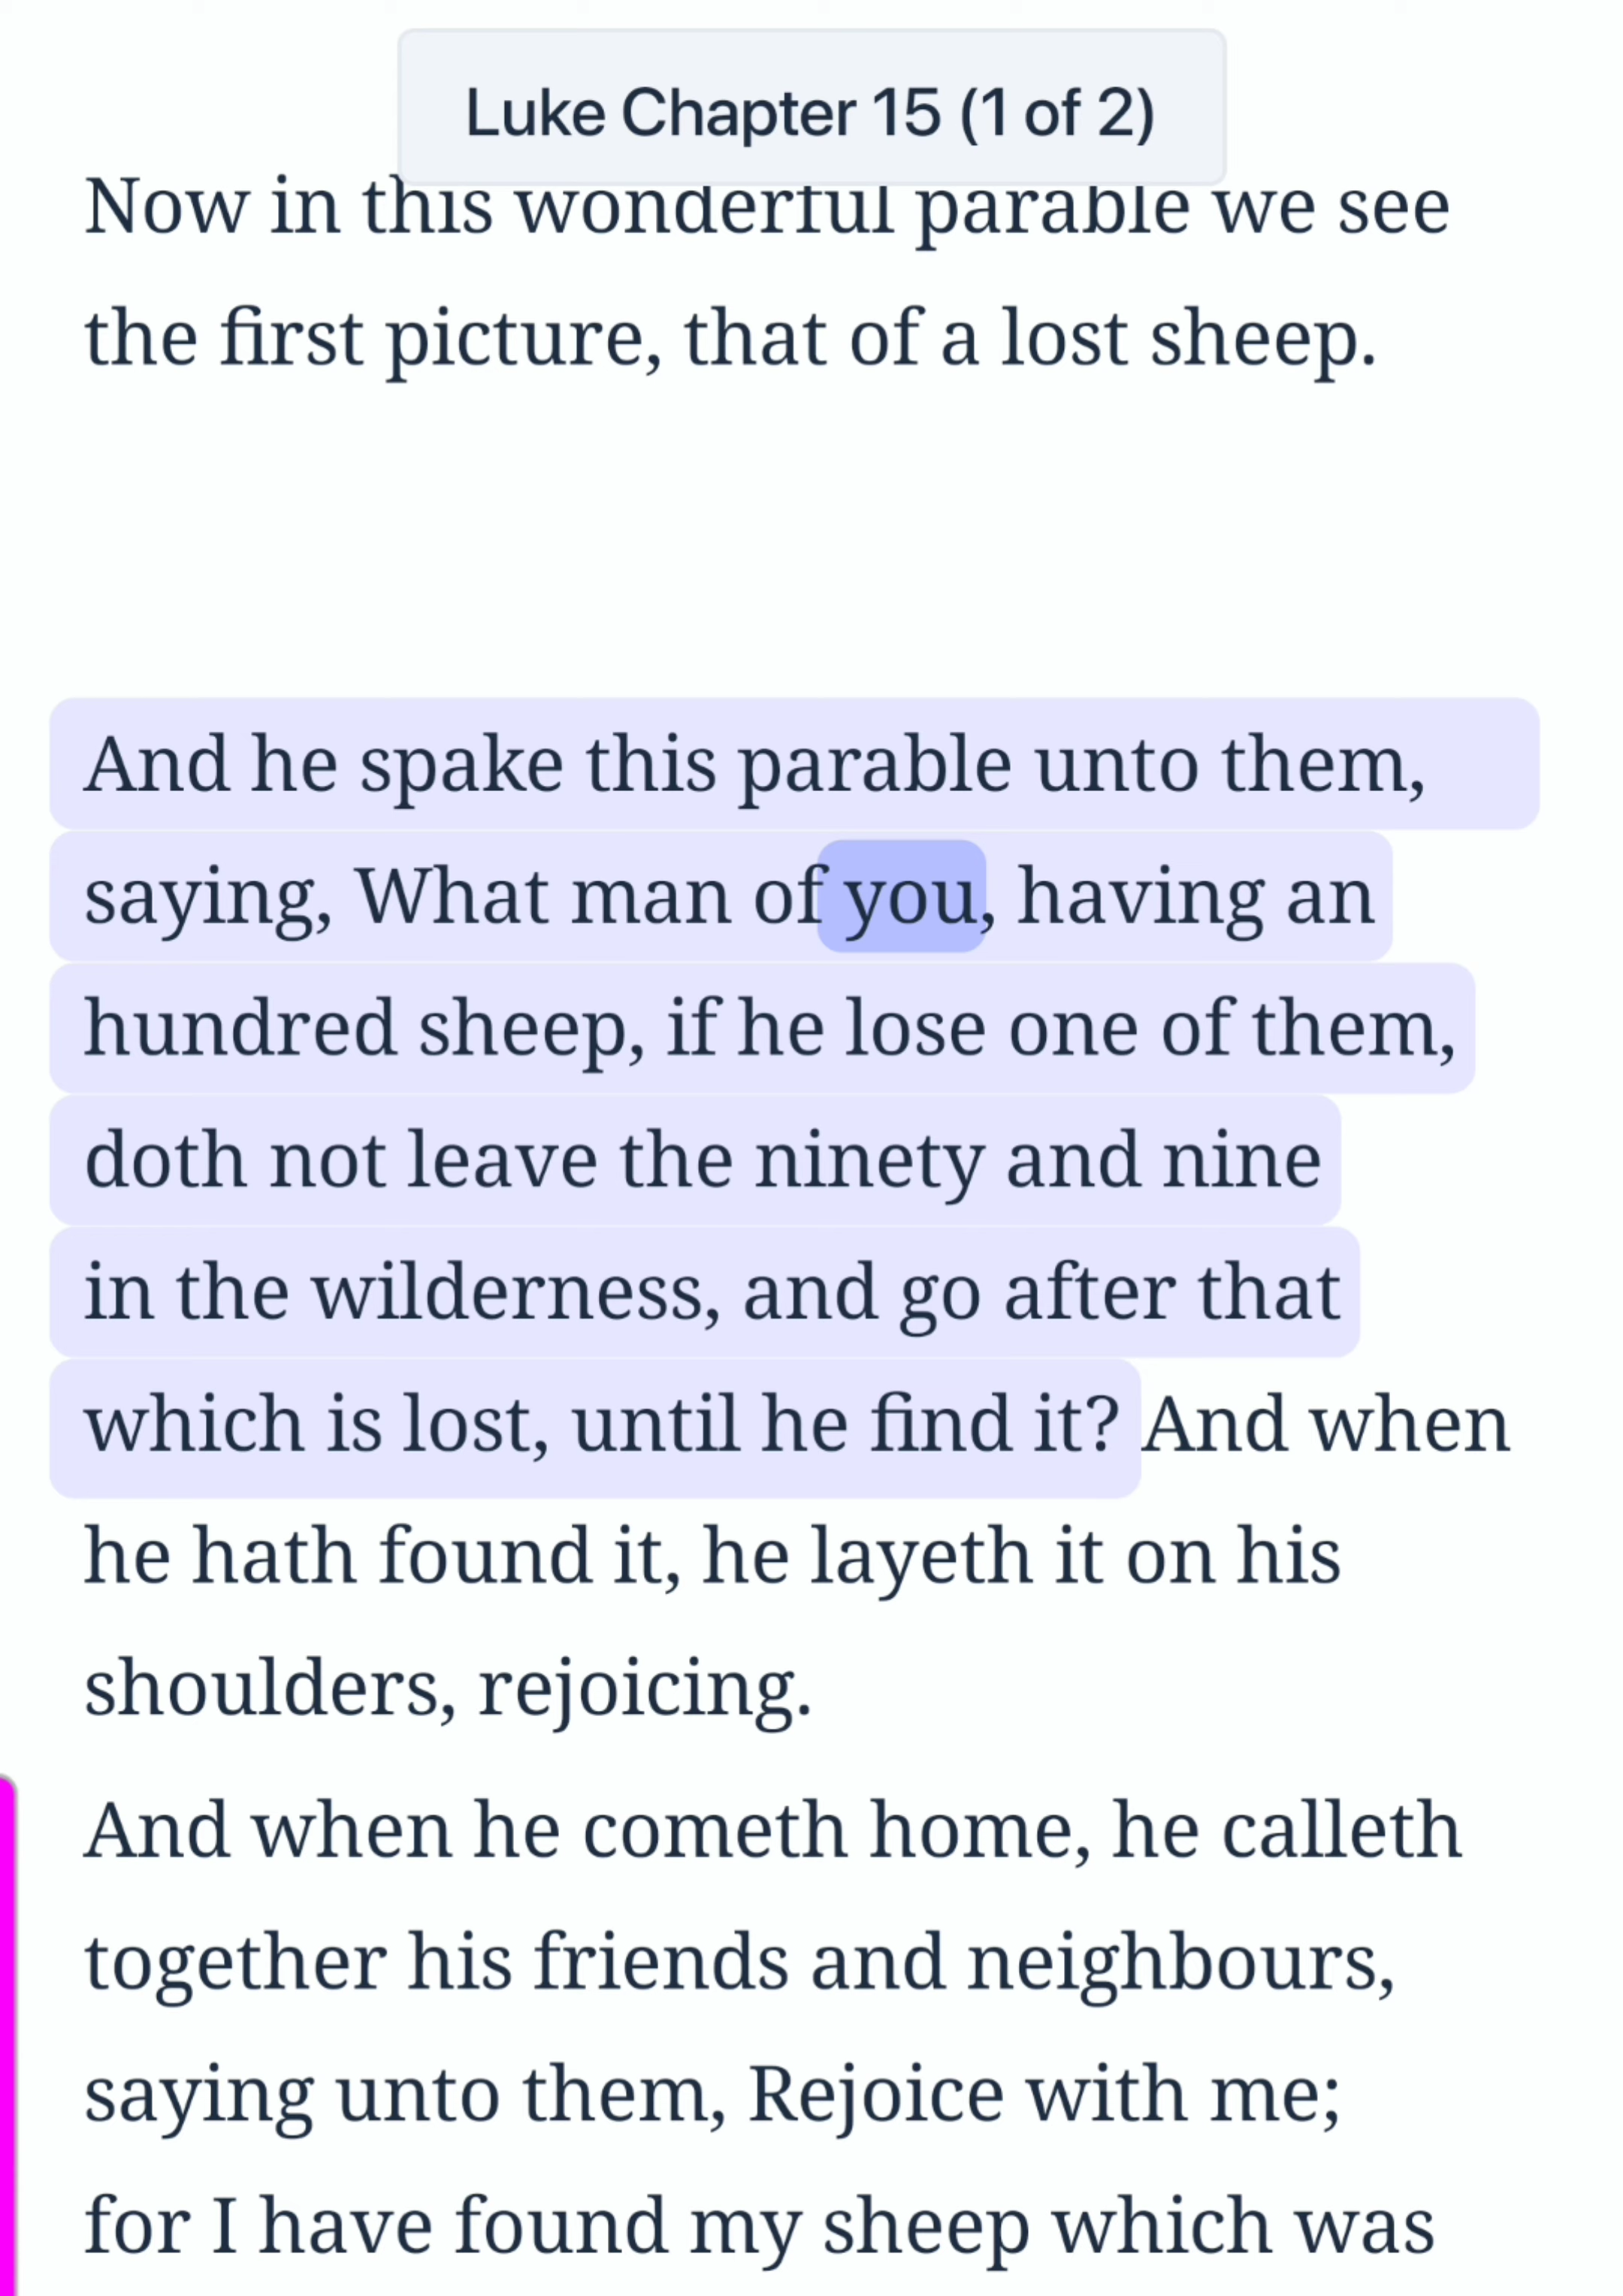 Luke Chapter 15 (1 of 2)
Now in this wonderful parable we see
the first picture, that of a lost sheep.
And he spake this parable unto them,
saying, What man of you, having an
hundred sheep, if he lose one of them,
doth not leave the ninety and nine
in the wilderness, and go after that
which is lost, until he find it? And when
he hath found it, he layeth it on his
shoulders, rejoicing.
And when he cometh home, he calleth
together his friends and neighbours,
saying unto them, Rejoice with me;
for I have found my sheep which was